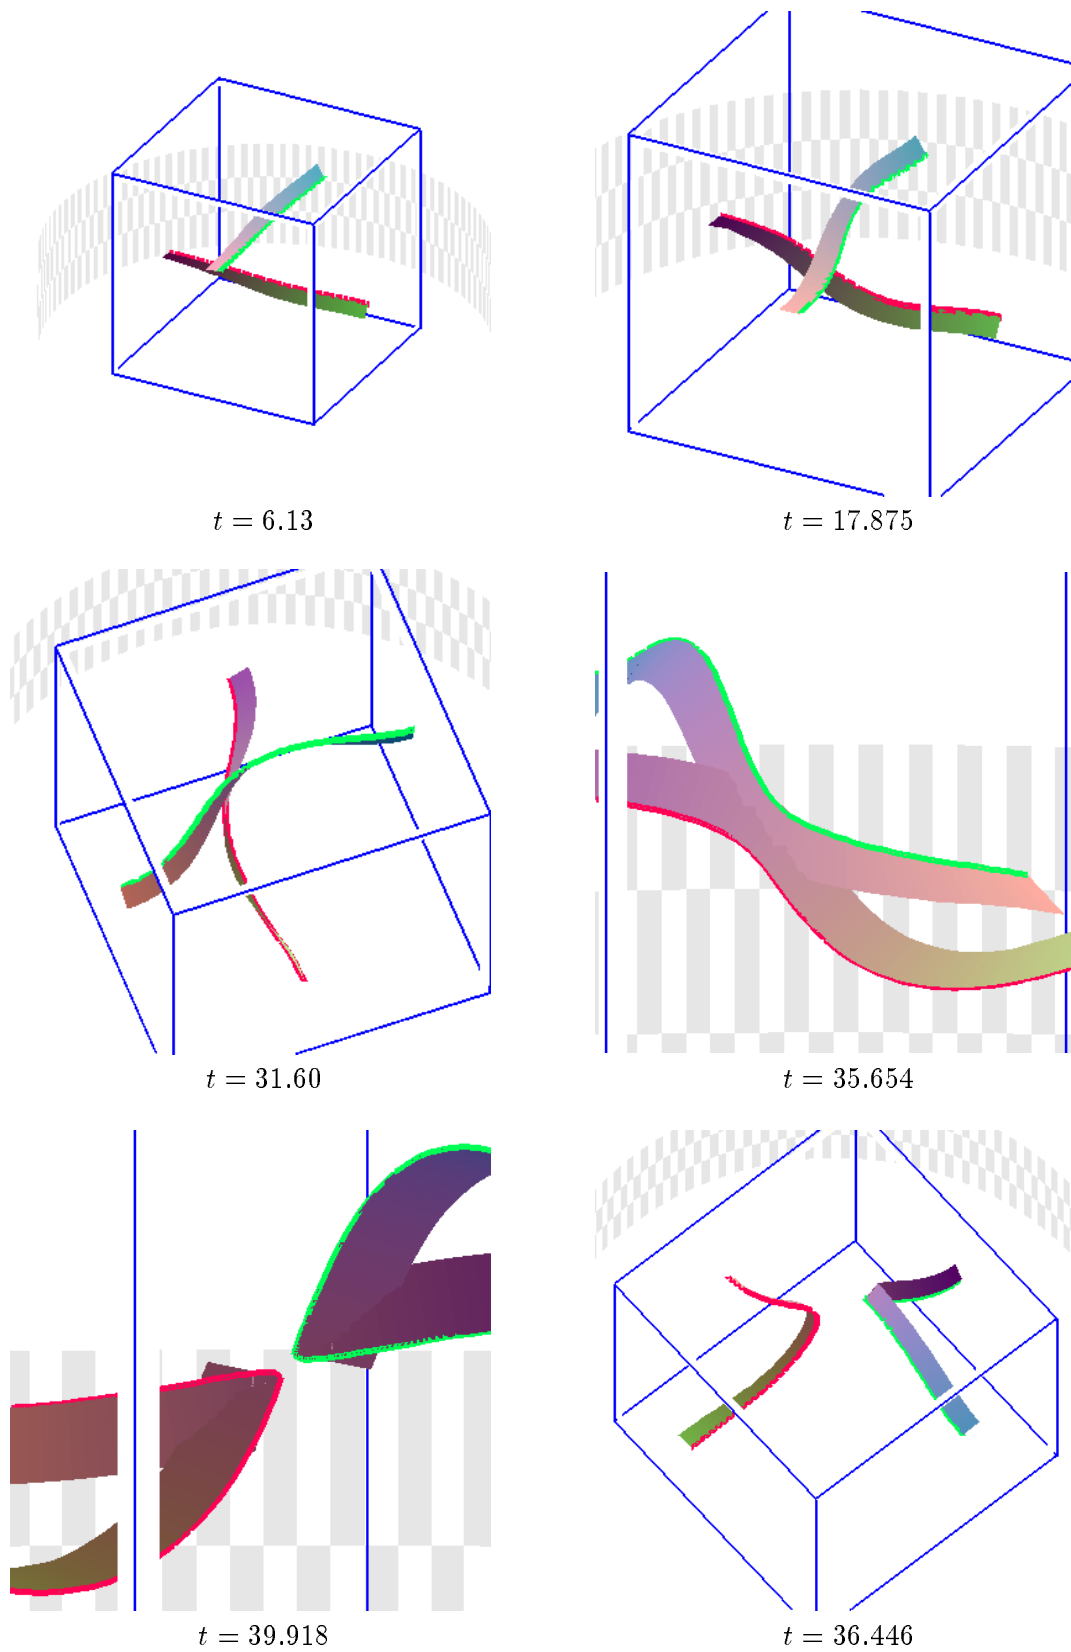 t = 6.13
t = 17.875
t = 31.60
t = 35.654
t = 39.918
t = 36.446